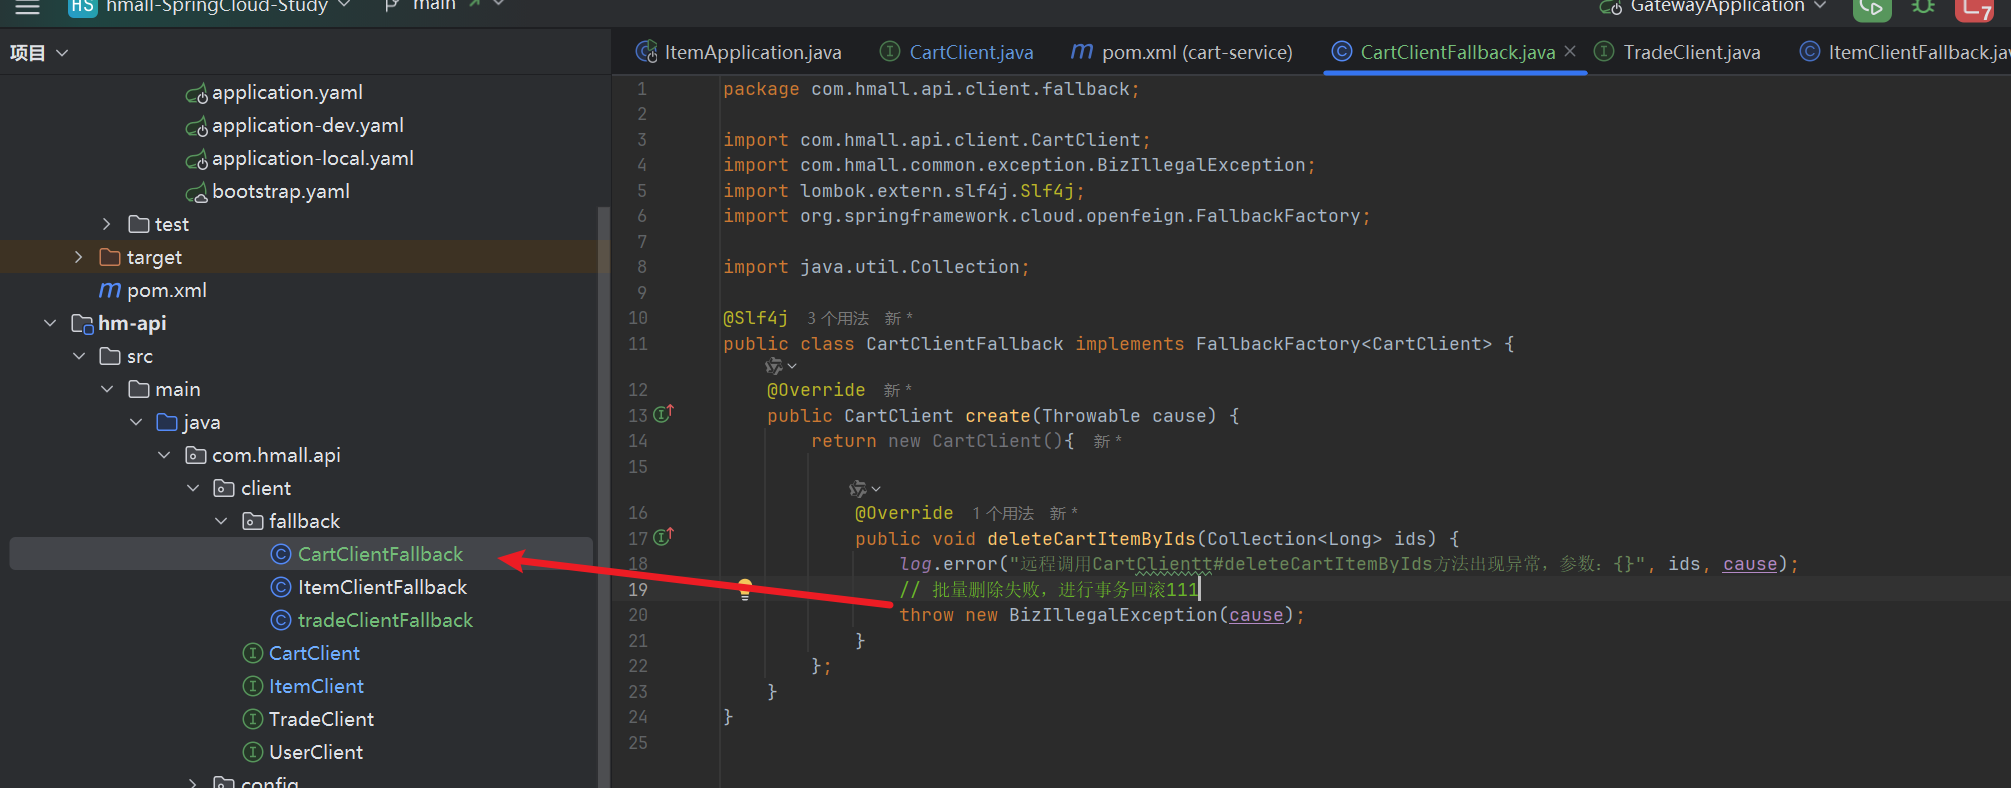 HS hmall-SpringCloud-Study main GatewayApplication 7
项目
ItemApplication.java CartClient.java pom.xml (cart-service) CartClientFallback.java TradeClient.java ItemClientFallback.jav
application.yaml
application-dev.yaml
application-local.yaml
bootstrap.yaml
test
target
pom.xml
hm-api
src
main
java
com.hmall.api
client
fallback
CartClientFallback
ItemClientFallback
tradeClientFallback
CartClient
ItemClient
TradeClient
UserClient
config
1 package com.hmall.api.client.fallback;
2
3 import com.hmall.api.client.CartClient;
4 import com.hmall.common.exception.BizIllegalException;
5 import lombok.extern.slf4j.Slf4j;
6 import org.springframework.cloud.openfeign.FallbackFactory;
7
8 import java.util.Collection;
9
10 @Slf4j 3 个用法 新 *
11 public class CartClientFallback implements FallbackFactory<CartClient> {
12 @Override 新 *
13 public CartClient create(Throwable cause) {
14 return new CartClient(){ 新 *
15
16 @Override 1 个用法 新 *
17 public void deleteCartItemByIds(Collection<Long> ids) {
18 log.error("远程调用CartClientt#deleteCartItemByIds方法出现异常，参数：{}", ids, cause);
19 // 批量删除失败，进行事务回滚111
20 throw new BizIllegalException(cause);
21 }
22 };
23 }
24 }
25